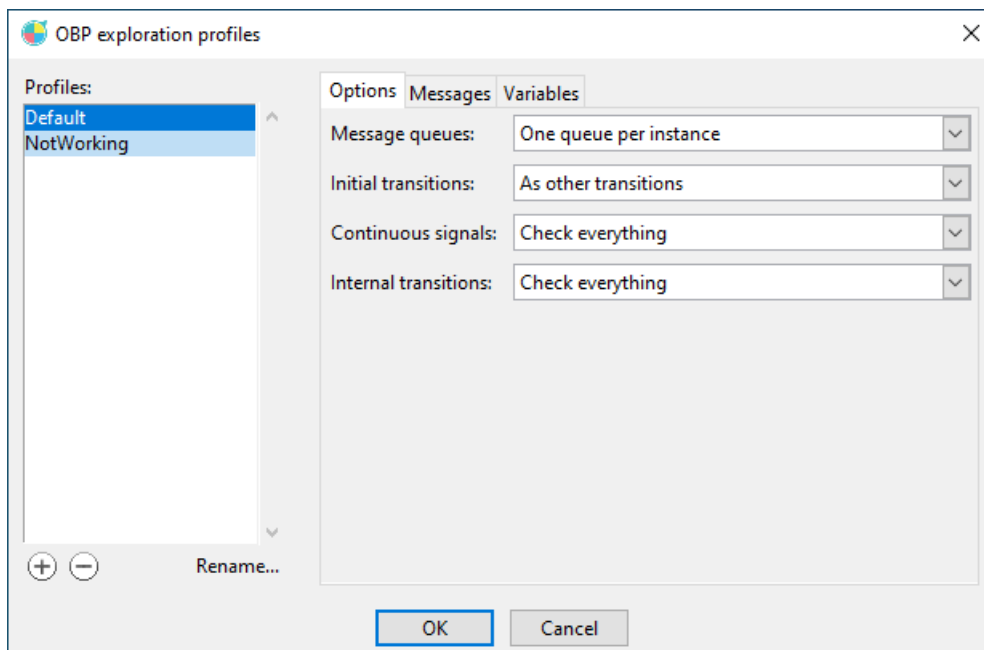 OBP exploration profiles
Profiles:
Default
NotWorking
Rename...
Options Messages Variables
Message queues: One queue per instance
Initial transitions: As other transitions
Continuous signals: Check everything
Internal transitions: Check everything
OK Cancel